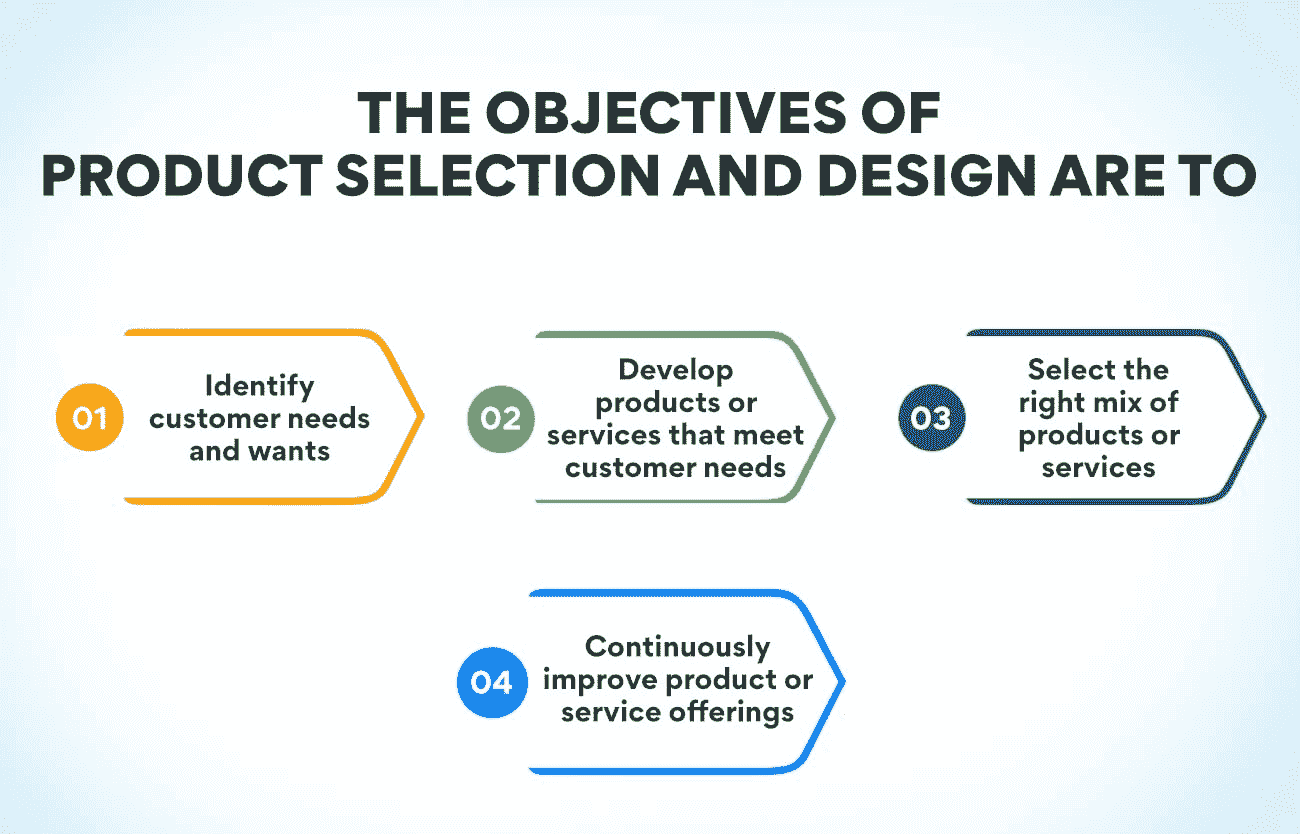 THE OBJECTIVES OF
PRODUCT SELECTION AND DESIGN ARE TO
01
Identify
customer needs
and wants
02
Develop
products or
services that meet
customer needs
03
Select the
right mix of
products or
services
04
Continuously
improve product or
service offerings